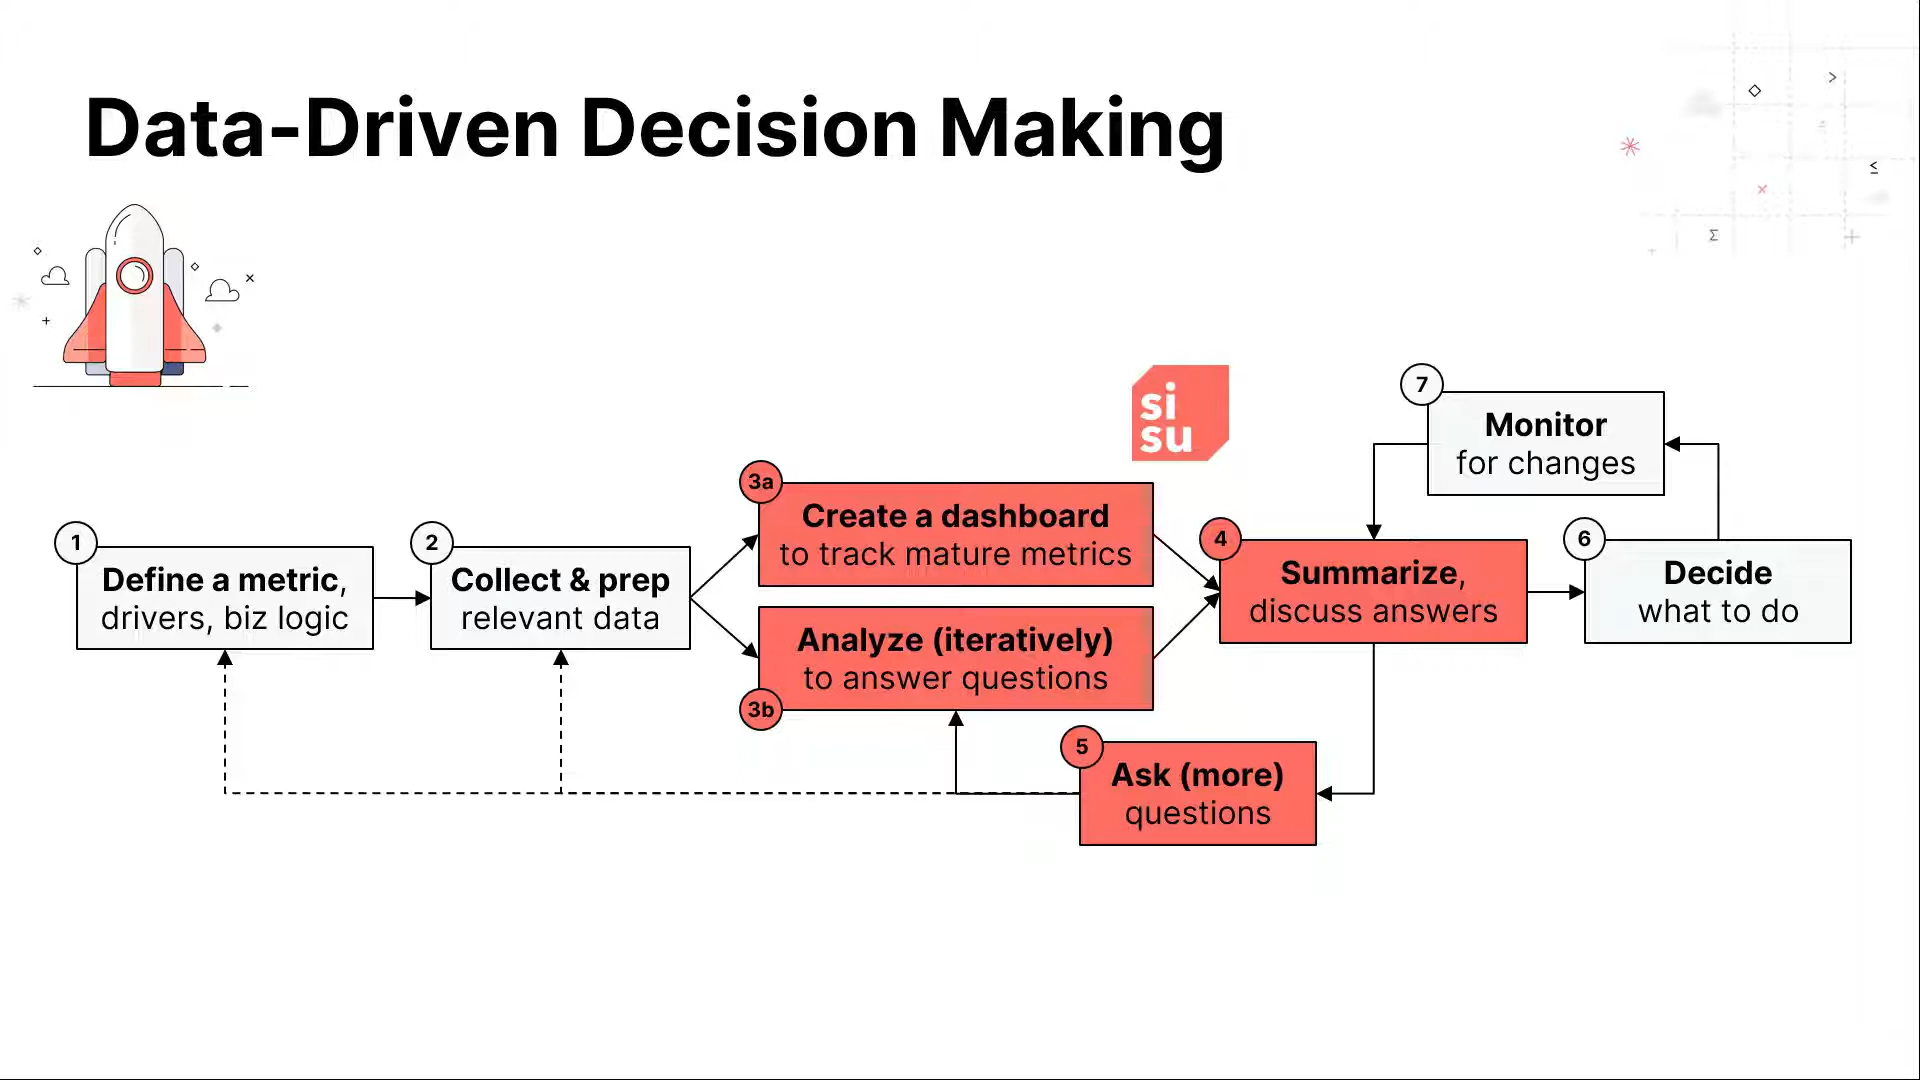 Data-Driven Decision Making
si
su
1
Define a metric,
drivers, biz logic
2
Collect & prep
relevant data
3a
Create a dashboard
to track mature metrics
3b
Analyze (iteratively)
to answer questions
4
Summarize,
discuss answers
5
Ask (more)
questions
6
Decide
what to do
7
Monitor
for changes